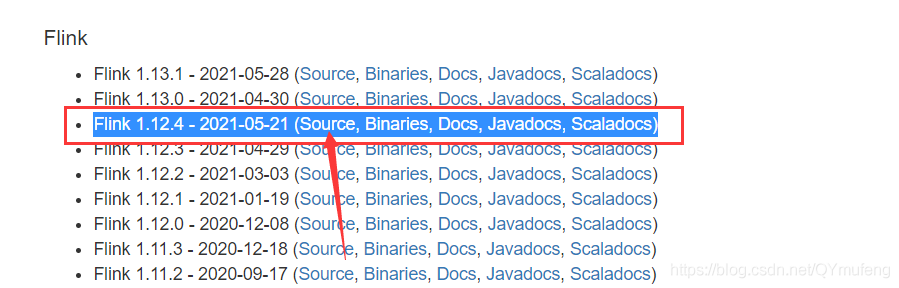 Flink
Flink 1.13.1 - 2021-05-28 (Source, Binaries, Docs, Javadocs, Scaladocs)
Flink 1.13.0 - 2021-04-30 (Source, Binaries, Docs, Javadocs, Scaladocs)
Flink 1.12.4 - 2021-05-21 (Source, Binaries, Docs, Javadocs, Scaladocs)
Flink 1.12.3 - 2021-04-29 (Source, Binaries, Docs, Javadocs, Scaladocs)
Flink 1.12.2 - 2021-03-03 (Source, Binaries, Docs, Javadocs, Scaladocs)
Flink 1.12.1 - 2021-01-19 (Source, Binaries, Docs, Javadocs, Scaladocs)
Flink 1.12.0 - 2020-12-08 (Source, Binaries, Docs, Javadocs, Scaladocs)
Flink 1.11.3 - 2020-12-18 (Source, Binaries, Docs, Javadocs, Scaladocs)
Flink 1.11.2 - 2020-09-17 (Source, Binaries, Docs, Javadocs, Scaladocs)
https://blog.csdn.net/QYmufeng